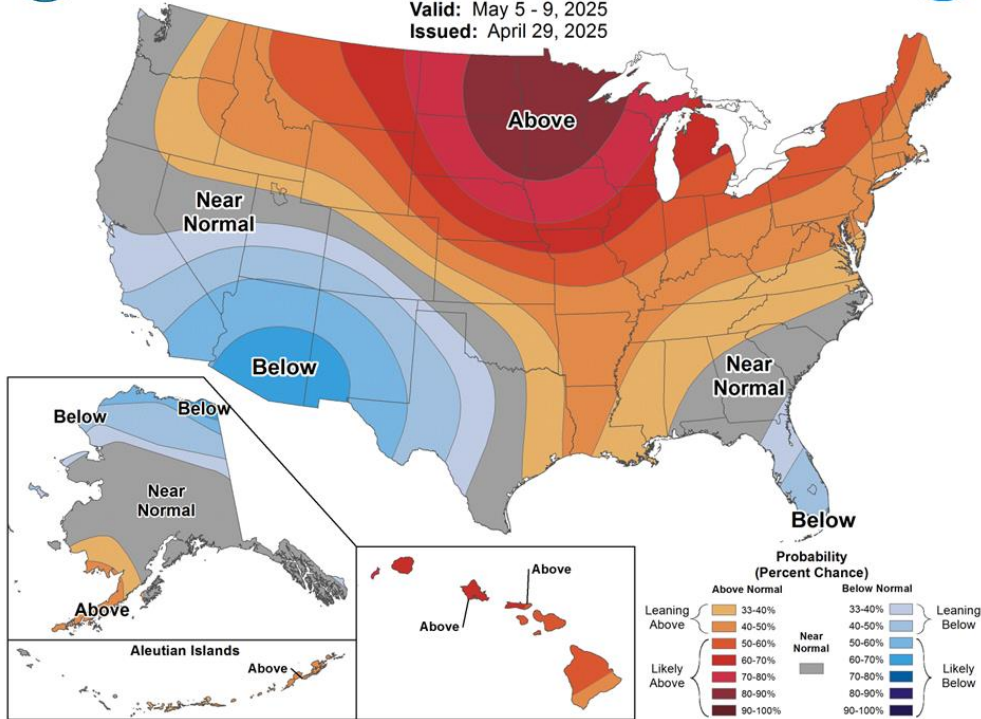 Valid: May 5 - 9, 2025
Issued: April 29, 2025
Above
Near
Normal
Below
Near
Normal
Below
Below
Below
Near
Normal
Above
Aleutian Islands
Above
Above
Above
Probability
(Percent Chance)
Above Normal
Below Normal
Leaning
Above
33-40%
40-50%
Likely
Above
50-60%
60-70%
70-80%
80-90%
90-100%
Near
Normal
33-40%
40-50%
Leaning
Below
50-60%
60-70%
70-80%
80-90%
90-100%
Likely
Below